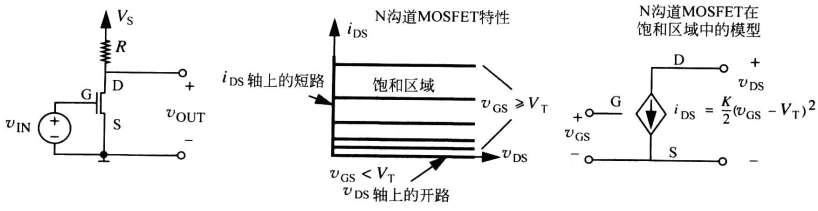 V_S
R
D
G
S
v_IN
+
−
+
v_OUT
−
N沟道MOSFET特性
i_DS
i_DS 轴上的短路
饱和区域
v_GS ⩾ V_T
v_DS
v_GS < V_T
v_DS 轴上的开路
N沟道MOSFET在
饱和区域中的模型
D
+
v_DS
G
+
v_GS
−
i_DS = K/2 (v_GS − V_T)^2
S
−